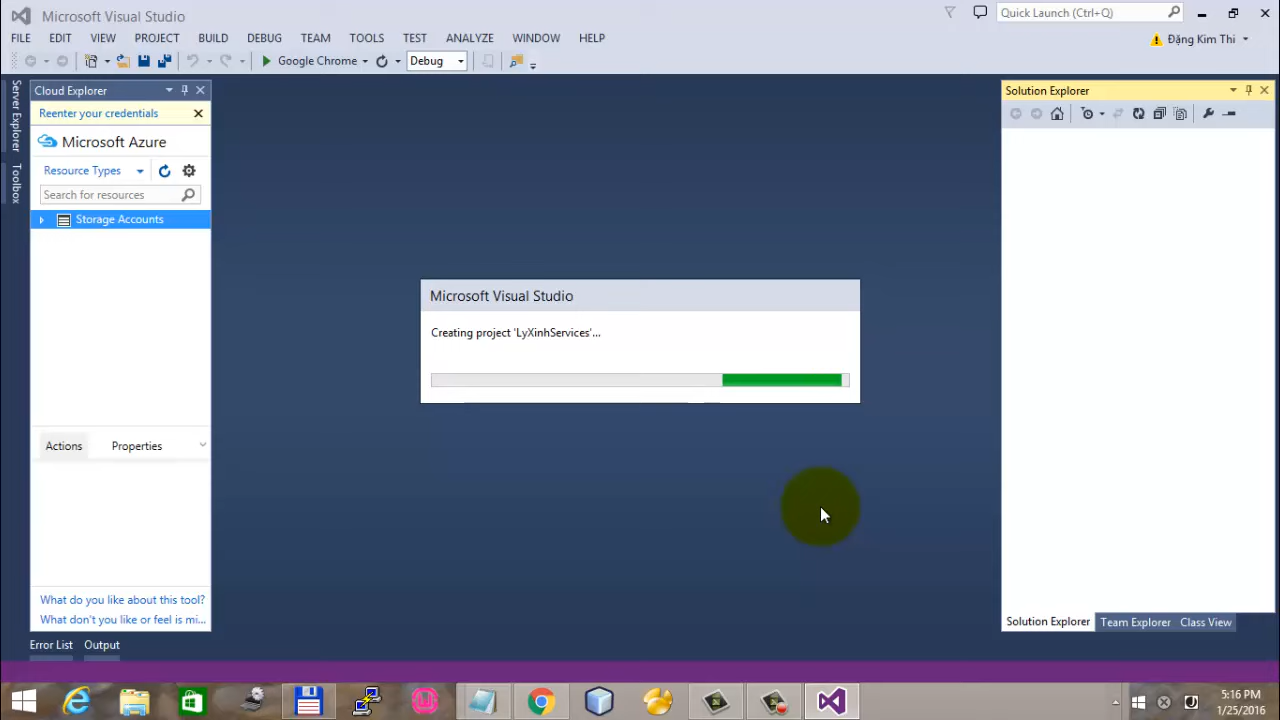 Microsoft Visual Studio
Quick Launch (Ctrl+Q)
FILE EDIT VIEW PROJECT BUILD DEBUG TEAM TOOLS TEST ANALYZE WINDOW HELP
Đặng Kim Thi
Google Chrome
Debug
Server Explorer
Toolbox
Cloud Explorer
Reenter your credentials
Microsoft Azure
Resource Types
Search for resources
Storage Accounts
Actions Properties
What do you like about this tool?
What don't you like or feel is mi...
Error List Output
Microsoft Visual Studio
Creating project 'LyXinhServices'...
Solution Explorer
Solution Explorer Team Explorer Class View
5:16 PM
1/25/2016